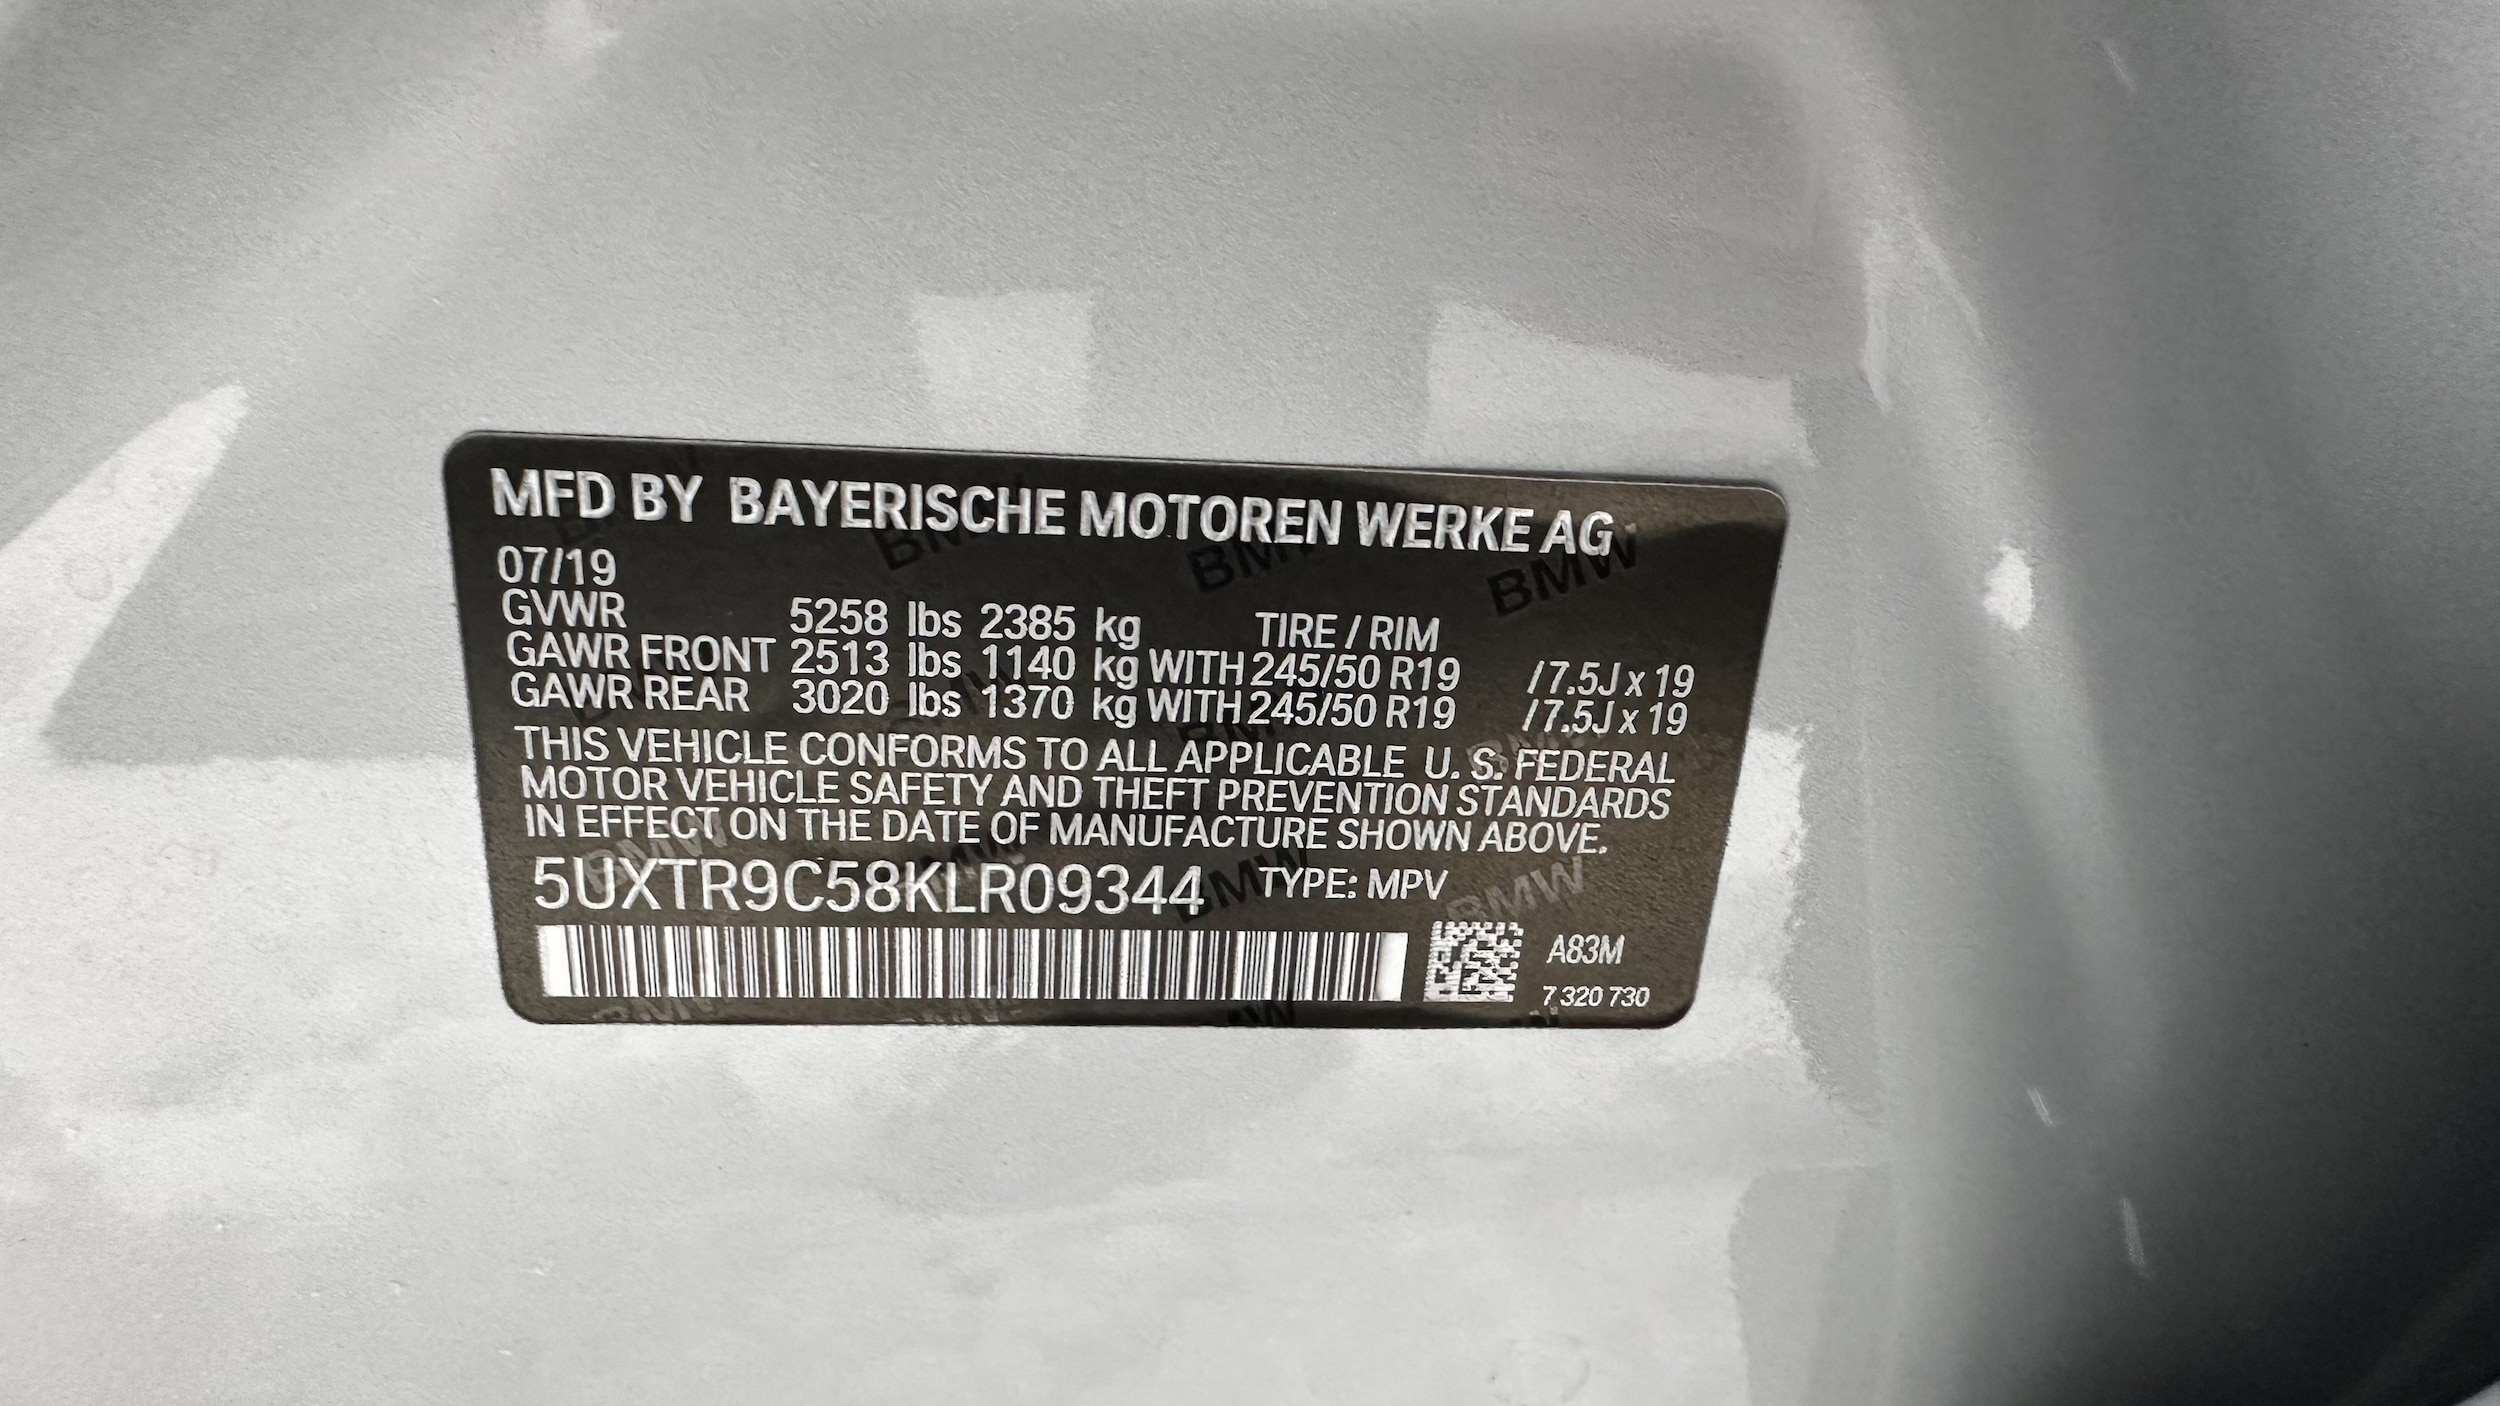 MFD BY BAYERISCHE MOTOREN WERKE AG
07/19
GVWR 5258 lbs 2385 kg TIRE / RIM
GAWR FRONT 2513 lbs 1140 kg WITH 245/50 R19 / 7.5J x 19
GAWR REAR 3020 lbs 1370 kg WITH 245/50 R19 / 7.5J x 19
THIS VEHICLE CONFORMS TO ALL APPLICABLE U. S. FEDERAL
MOTOR VEHICLE SAFETY AND THEFT PREVENTION STANDARDS
IN EFFECT ON THE DATE OF MANUFACTURE SHOWN ABOVE.
5UXTR9C58KLR09344 TYPE: MPV
A83M
7 320 730